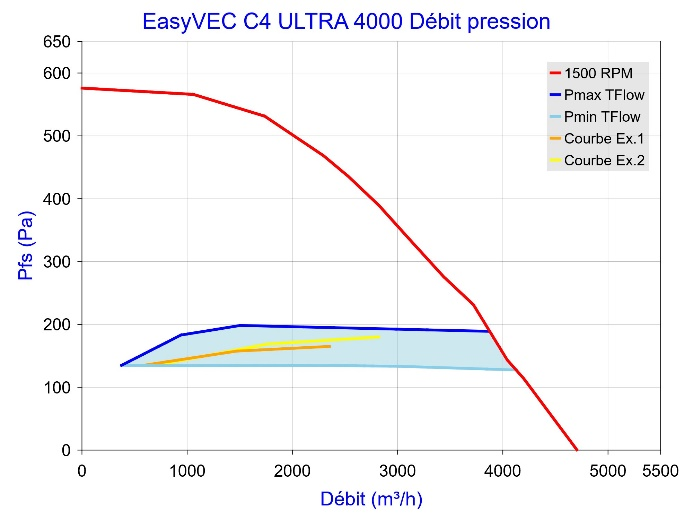 EasyVEC C4 ULTRA 4000 Débit pression
650
600
500
400
300
200
100
0
Pfs (Pa)
1500 RPM
Pmax TFlow
Pmin TFlow
Courbe Ex.1
Courbe Ex.2
0 1000 2000 3000 4000 5000 5500
Débit (m³/h)